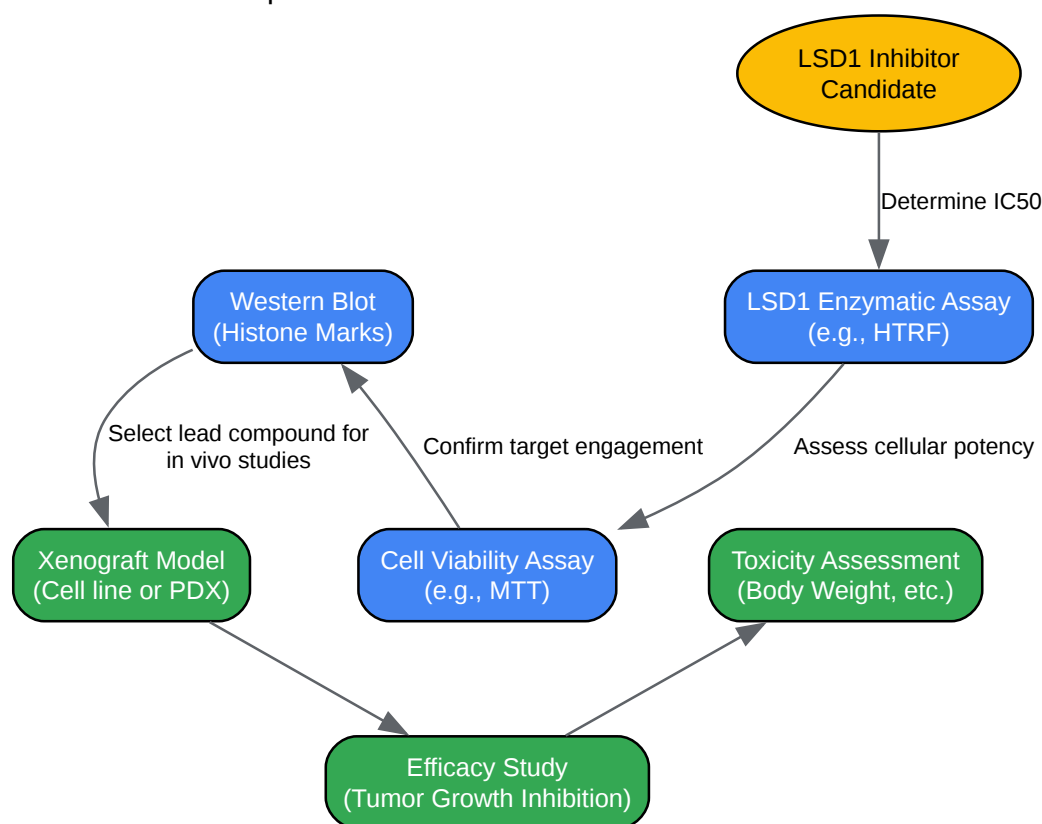 LSD1 Inhibitor
Candidate
Determine IC50
Western Blot
(Histone Marks)
LSD1 Enzymatic Assay
(e.g., HTRF)
Select lead compound for
in vivo studies
Confirm target engagement
Assess cellular potency
Xenograft Model
(Cell line or PDX)
Cell Viability Assay
(e.g., MTT)
Toxicity Assessment
(Body Weight, etc.)
Efficacy Study
(Tumor Growth Inhibition)